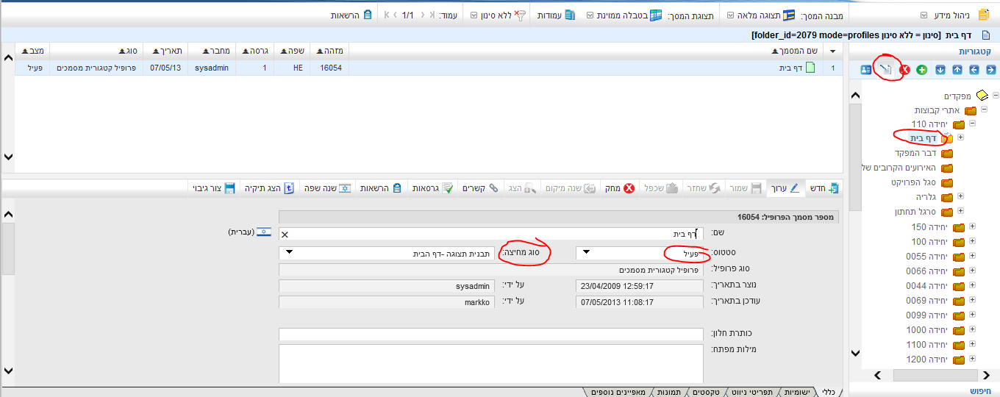 ניהול מידע
מבנה המסך: תצוגה מלאה תצוגת המסך: בטבלה ממוינת עמודות ללא סינון עמוד: 1/1 הרשאות
דף בית [סינון = ללא סינון folder_id=2079 mode=profiles]
קטגוריות
מפקדים
אתרי קבוצות
יחידה 110
דף בית
דבר המפקד
האירועים הקרובים של
סגל הפרויקט
גלריה
סרגל תחתון
יחידה 150
יחידה 100
יחידה 0055
יחידה 0066
יחידה 0044
יחידה 0069
יחידה 0099
יחידה 1000
יחידה 1100
יחידה 1200
חיפוש
שם המסמך מזהה שפה גרסה מחבר תאריך סוג מצב
1 דף בית 16054 HE 1 sysadmin 07/05/13 פרופיל קטגורית מסמכים פעיל
חדש ערוך שמור שחזר שכפל מחק שנה מיקום הצג קשרים גרסאות הרשאות שנה שפה הצג תיקיה צור גיבוי
מספר מסמך הפרופיל: 16054
שם: דף בית (עברית)
סטטוס: פעיל סוג מחיצה: תבנית תצוגה -דף הבית
סוג פרופיל: פרופיל קטגורית מסמכים
נוצר בתאריך: 23/04/2009 12:59:17 על ידי: sysadmin
עודכן בתאריך: 07/05/2013 11:08:17 על ידי: markko
כותרת חלון:
מילות מפתח:
כללי ישומיות תפריטי ניווט טקסטים תמונות מאפיינים נוספים